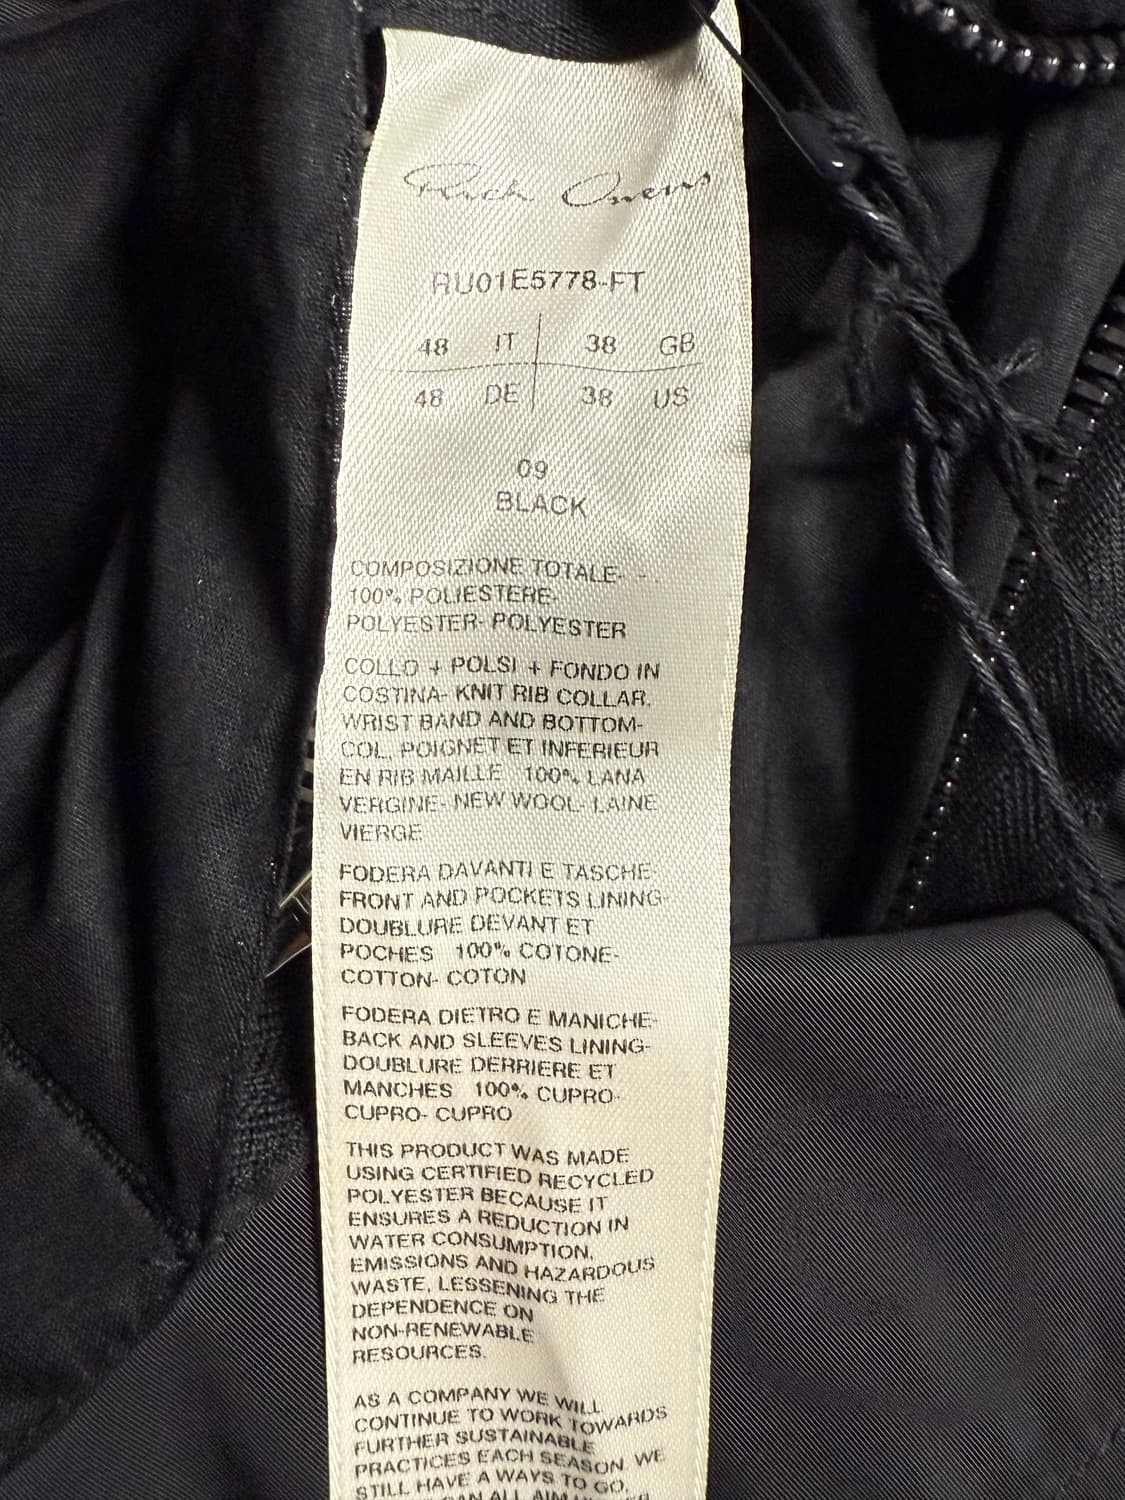 Rick Owens
RU01E5778-FT
48 IT 38 GB
48 DE 38 US
09
BLACK
COMPOSIZIONE TOTALE- - -
100% POLIESTERE-
POLYESTER- POLYESTER
COLLO + POLSI + FONDO IN
COSTINA- KNIT RIB COLLAR,
WRIST BAND AND BOTTOM-
COL, POIGNET ET INFERIEUR
EN RIB MAILLE 100% LANA
VERGINE- NEW WOOL- LAINE
VIERGE
FODERA DAVANTI E TASCHE-
FRONT AND POCKETS LINING-
DOUBLURE DEVANT ET
POCHES 100% COTONE-
COTTON- COTON
FODERA DIETRO E MANICHE-
BACK AND SLEEVES LINING-
DOUBLURE DERRIERE ET
MANCHES 100% CUPRO-
CUPRO- CUPRO
THIS PRODUCT WAS MADE
USING CERTIFIED RECYCLED
POLYESTER BECAUSE IT
ENSURES A REDUCTION IN
WATER CONSUMPTION,
EMISSIONS AND HAZARDOUS
WASTE, LESSENING THE
DEPENDENCE ON
NON-RENEWABLE
RESOURCES.
AS A COMPANY WE WILL
CONTINUE TO WORK TOWARDS
FURTHER SUSTAINABLE
PRACTICES EACH SEASON. WE
STILL HAVE A WAYS TO GO,
CAN ALL AIM